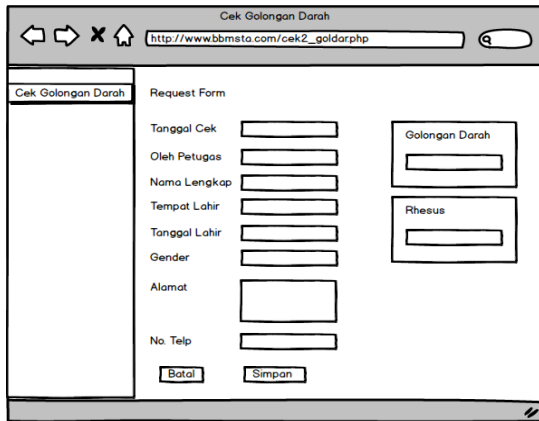 Cek Golongan Darah
http://www.bbmsta.com/cek2_goldar.php
Cek Golongan Darah
Request Form
Tanggal Cek
Oleh Petugas
Nama Lengkap
Tempat Lahir
Tanggal Lahir
Gender
Alamat
No. Telp
Batal
Simpan
Golongan Darah
Rhesus